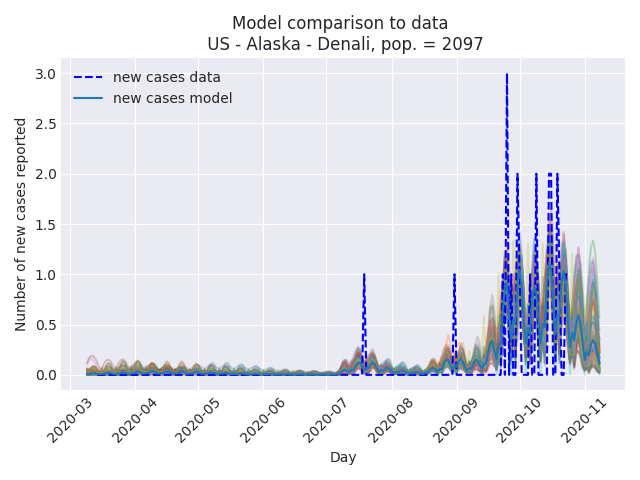 Model comparison to data
US - Alaska - Denali, pop. = 2097
new cases data
new cases model
Number of new cases reported
3.0
2.5
2.0
1.5
1.0
0.5
0.0
2020-03
2020-04
2020-05
2020-06
2020-07
2020-08
2020-09
2020-10
2020-11
Day